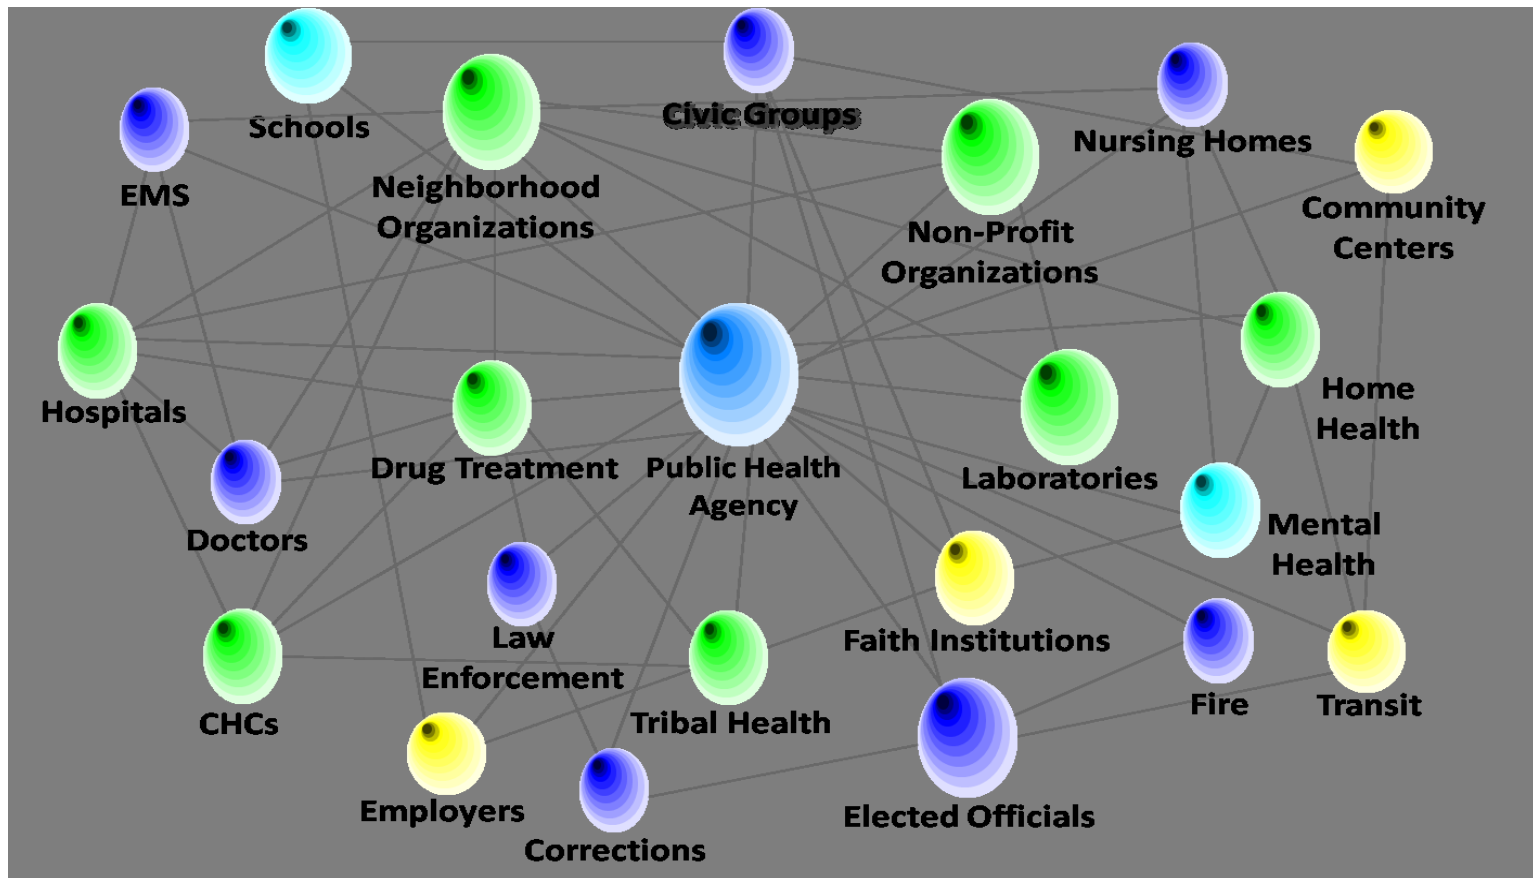 Schools
Civic Groups
Nursing Homes
EMS
Neighborhood
Organizations
Non-Profit
Organizations
Community
Centers
Hospitals
Drug Treatment
Public Health
Agency
Laboratories
Home
Health
Doctors
Mental
Health
Law
Enforcement
Faith Institutions
CHCs
Tribal Health
Fire
Transit
Employers
Corrections
Elected Officials